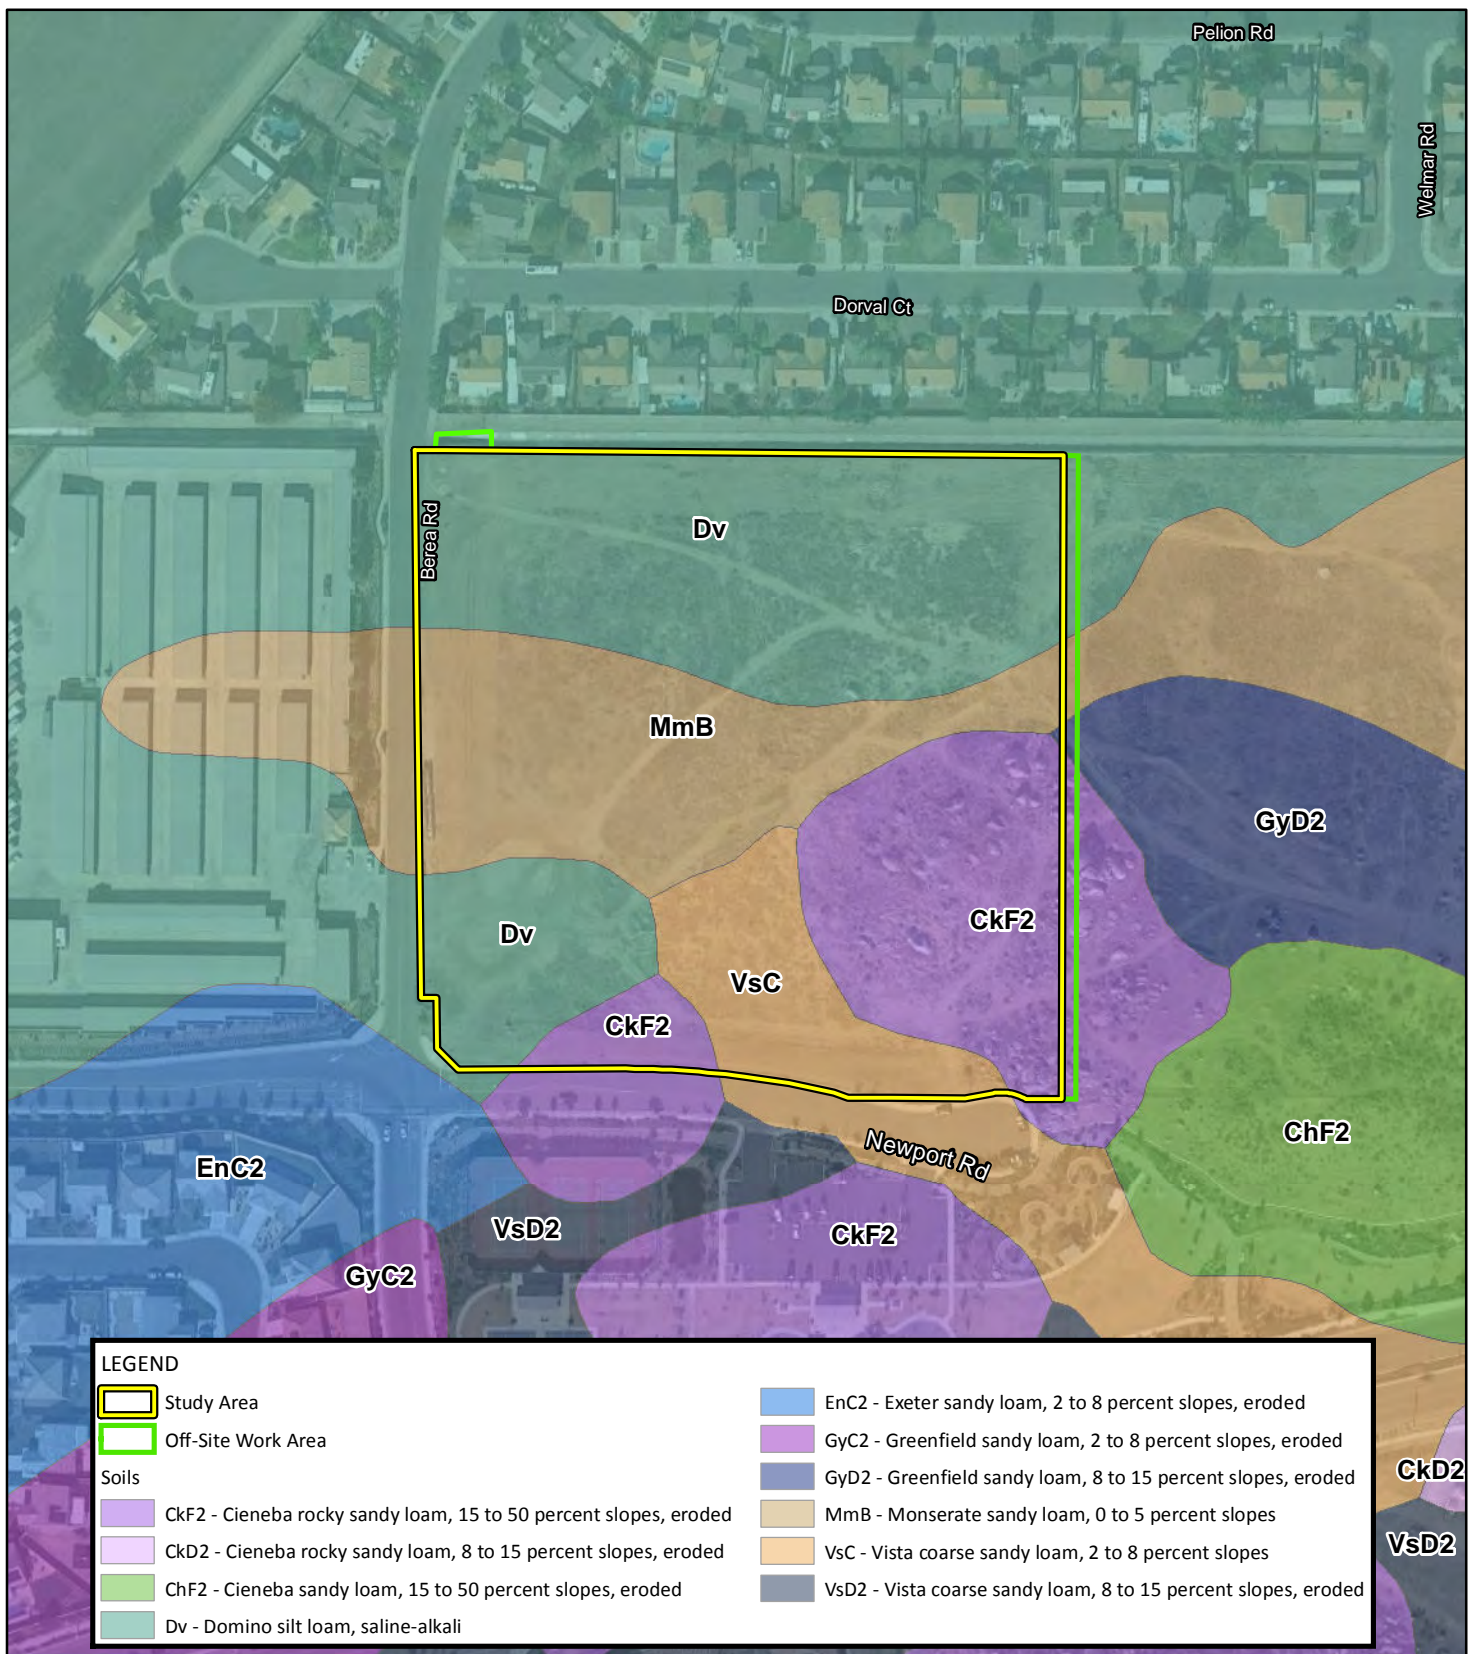 Pelion Rd
Welmar Rd
Dorval Ct
Berea Rd
Dv
MmB
GyD2
CkF2
Dv
VsC
CkF2
ChF2
Newport Rd
EnC2
VsD2
CkF2
GyC2
CkD2
VsD2
LEGEND
Study Area
Off-Site Work Area
Soils
CkF2 - Cieneba rocky sandy loam, 15 to 50 percent slopes, eroded
CkD2 - Cieneba rocky sandy loam, 8 to 15 percent slopes, eroded
ChF2 - Cieneba sandy loam, 15 to 50 percent slopes, eroded
Dv - Domino silt loam, saline-alkali
EnC2 - Exeter sandy loam, 2 to 8 percent slopes, eroded
GyC2 - Greenfield sandy loam, 2 to 8 percent slopes, eroded
GyD2 - Greenfield sandy loam, 8 to 15 percent slopes, eroded
MmB - Monserate sandy loam, 0 to 5 percent slopes
VsC - Vista coarse sandy loam, 2 to 8 percent slopes
VsD2 - Vista coarse sandy loam, 8 to 15 percent slopes, eroded